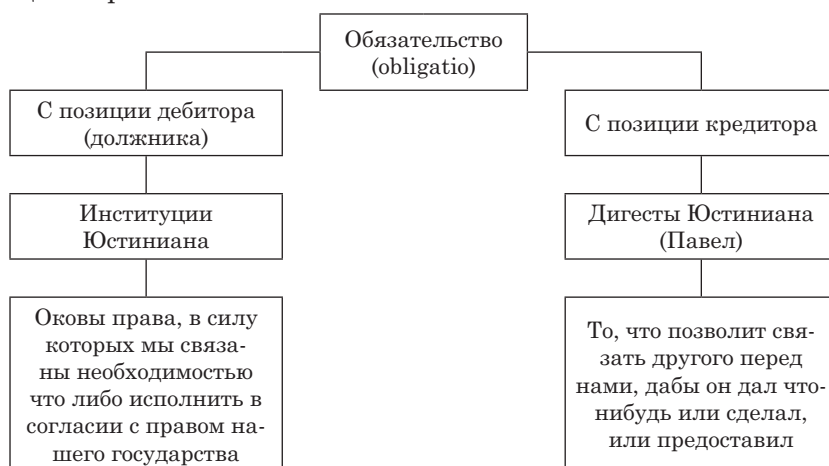 Обязательство
(obligatio)
С позиции дебитора
(должника)
С позиции кредитора
Институции
Юстиниана
Дигесты Юстиниана
(Павел)
Оковы права, в силу
которых мы связа-
ны необходимостью
что либо исполнить в
согласии с правом на-
шего государства
То, что позволит свя-
зать другого перед
нами, дабы он дал что-
нибудь или сделал,
или предоставил